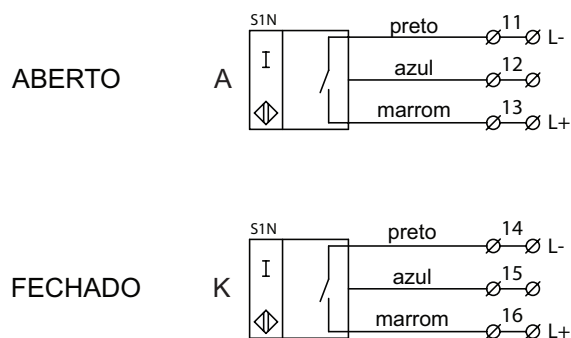 S1N
preto 11 L-
I
ABERTO A azul 12
marrom 13 L+
S1N
preto 14 L-
I
FECHADO K azul 15
marrom 16 L+